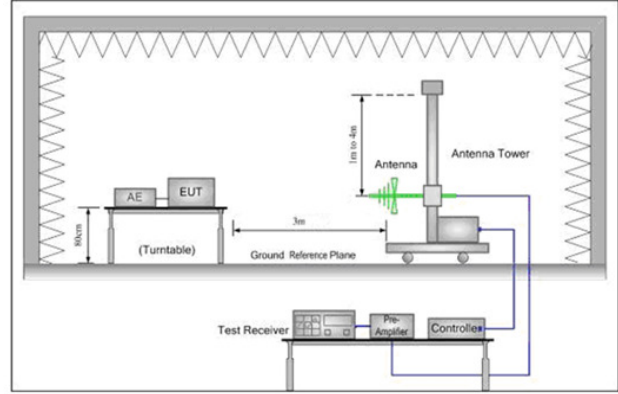 1m to 4m
Antenna
Antenna Tower
AE
EUT
80cm
(Turntable)
3m
Ground Reference Plane
Test Receiver
Pre-
Amplifier
Controller